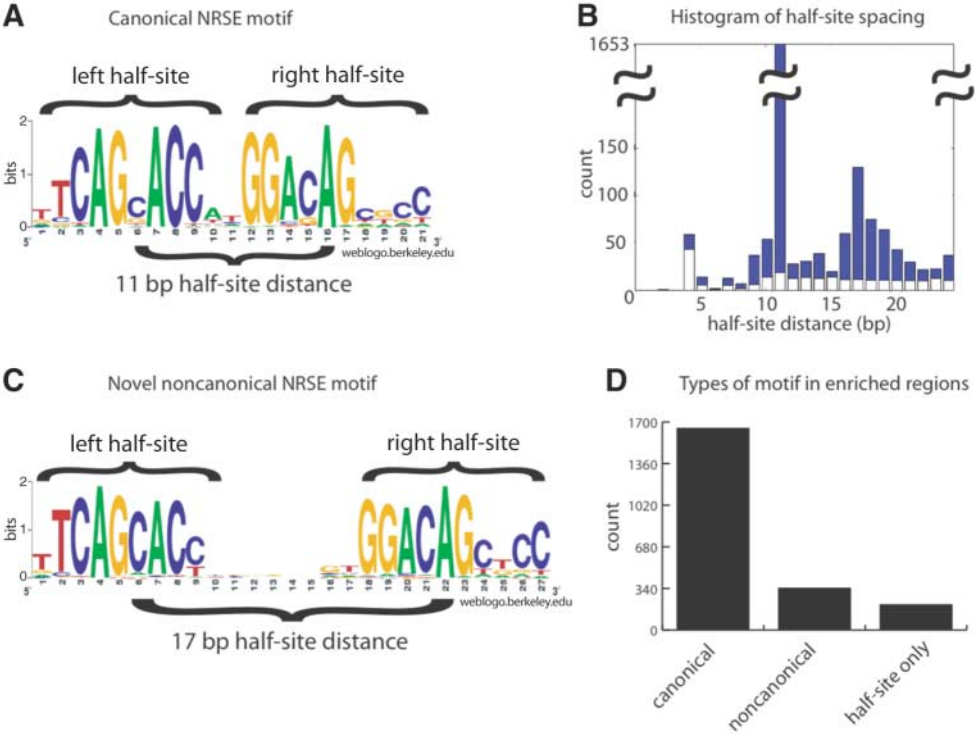 A
Canonical NRSE motif
left half-site
right half-site
2
1
0
bits
T T C A G C A C C A T G G A C A G C G C C
1 2 3 4 5 6 7 8 9 10 11 12 13 14 15 16 17 18 19 20 21
5' 3'
weblogo.berkeley.edu
11 bp half-site distance
B
Histogram of half-site spacing
1653
150
100
50
0
count
5 10 15 20
half-site distance (bp)
C
Novel noncanonical NRSE motif
left half-site
right half-site
2
1
0
bits
T T C A G C A C C G T G G A C A G C T C C
1 2 3 4 5 6 7 8 9 10 11 12 13 14 15 16 17 18 19 20 21 22 23 24 25 26 27
5' 3'
weblogo.berkeley.edu
17 bp half-site distance
D
Types of motif in enriched regions
1700
1360
1020
680
340
0
count
canonical
noncanonical
half-site only